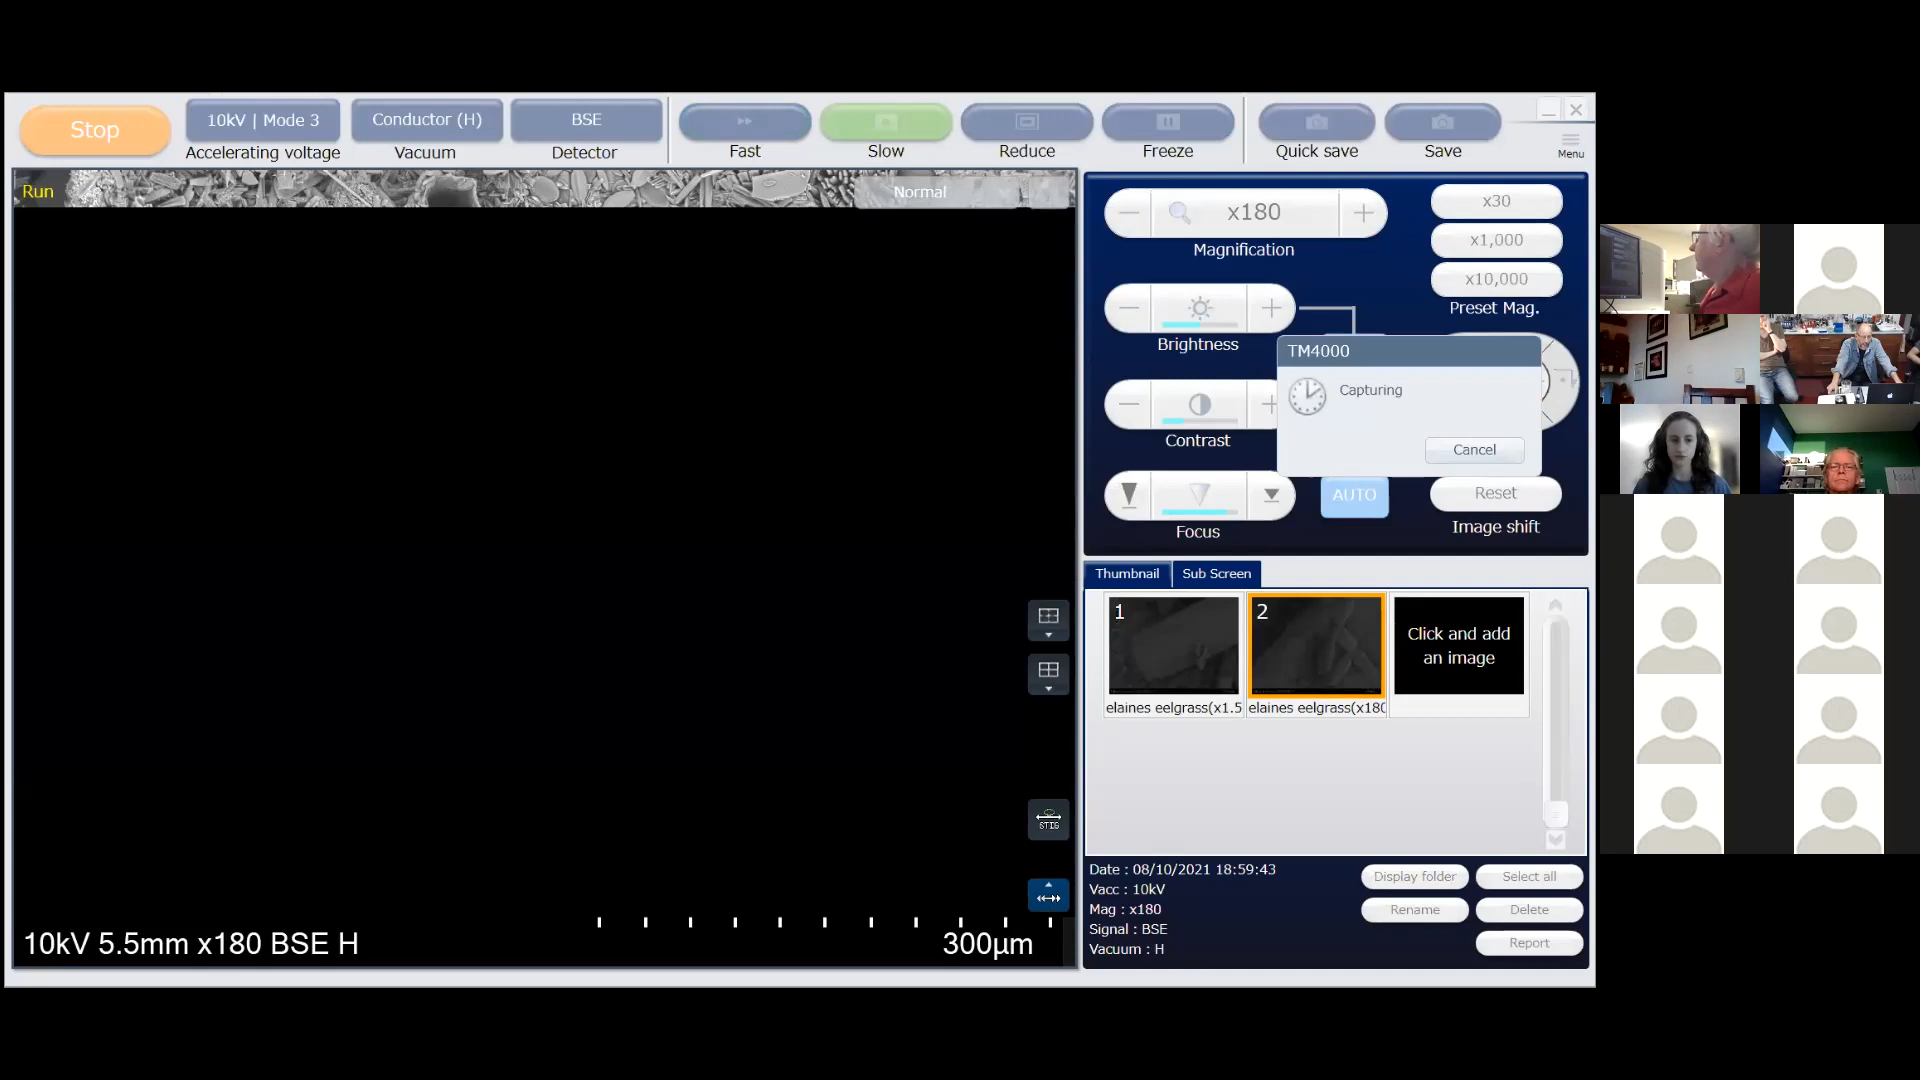 Stop
10kV | Mode 3
Accelerating voltage
Conductor (H)
Vacuum
BSE
Detector
Fast
Slow
Reduce
Freeze
Quick save
Save
Menu
Run
Normal
x180
Magnification
x30
x1,000
x10,000
Preset Mag.
Brightness
TM4000
Capturing
Cancel
Contrast
AUTO
Reset
Image shift
Focus
Thumbnail
Sub Screen
1
2
Click and add
an image
elaines eelgrass(x1.5
elaines eelgrass(x180
STIG
Date : 08/10/2021 18:59:43
Vacc : 10kV
Mag : x180
Signal : BSE
Vacuum : H
Display folder
Select all
Rename
Delete
Report
10kV 5.5mm x180 BSE H
300μm